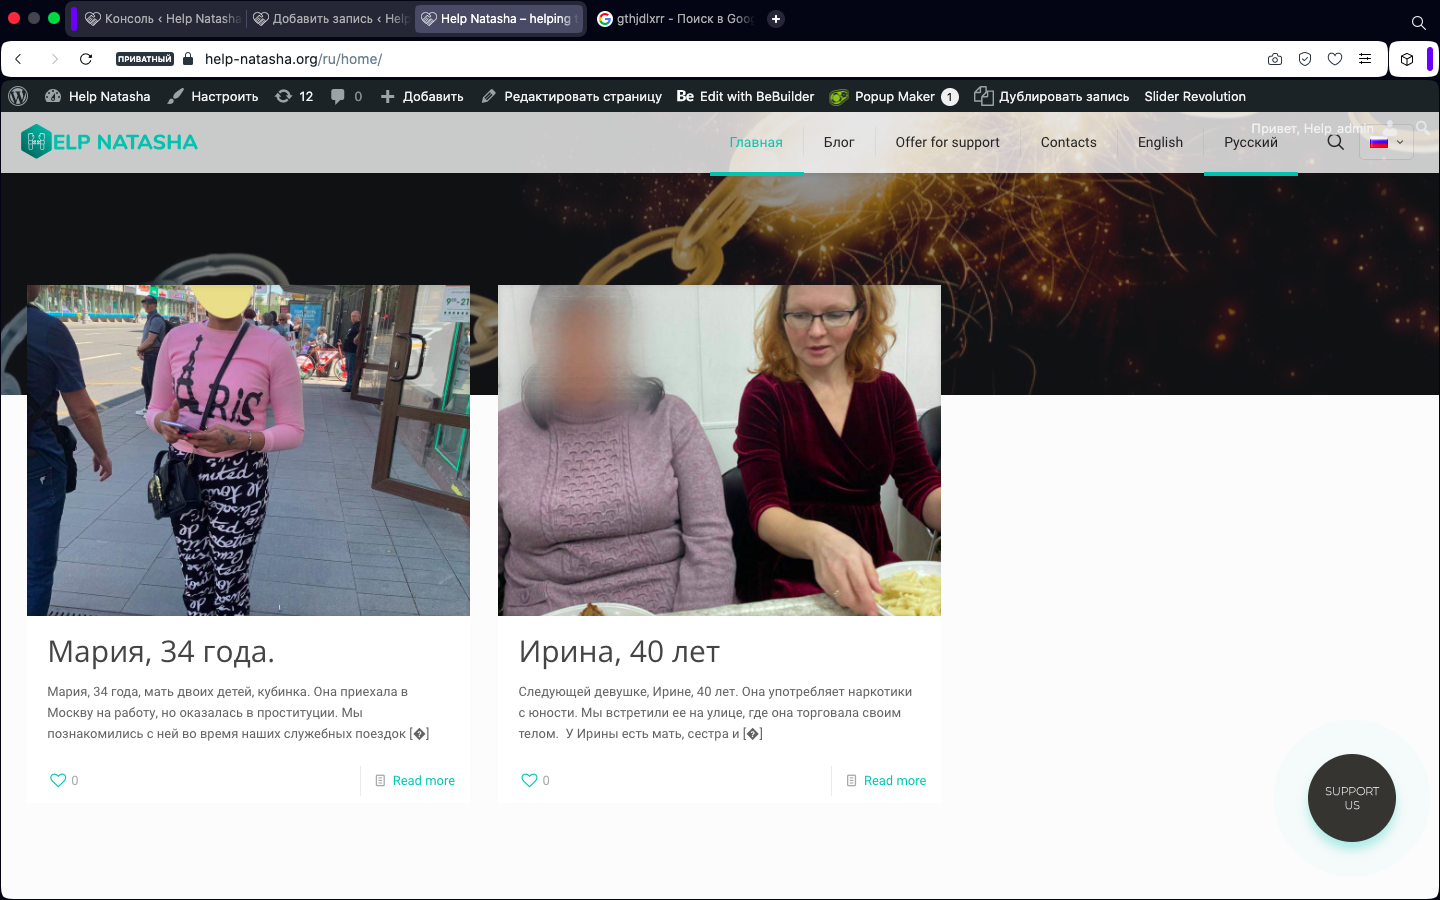 Консоль ‹ Help Natasha
Добавить запись ‹ Help
Help Natasha – helping
gthjdlxrr - Поиск в Goo
ПРИВАТНЫЙ
help-natasha.org/ru/home/
Help Natasha
Настроить
12
0
Добавить
Редактировать страницу
Be Edit with BeBuilder
Popup Maker 1
Дублировать запись
Slider Revolution
Привет, Help_admin
HELP NATASHA
Главная
Блог
Offer for support
Contacts
English
Русский
PARIS
Мария, 34 года.
Мария, 34 года, мать двоих детей, кубинка. Она приехала в
Москву на работу, но оказалась в проституции. Мы
познакомились с ней во время наших служебных поездок [�]
0
Read more
Ирина, 40 лет
Следующей девушке, Ирине, 40 лет. Она употребляет наркотики
с юности. Мы встретили ее на улице, где она торговала своим
телом.  У Ирины есть мать, сестра и [�]
0
Read more
SUPPORT
US